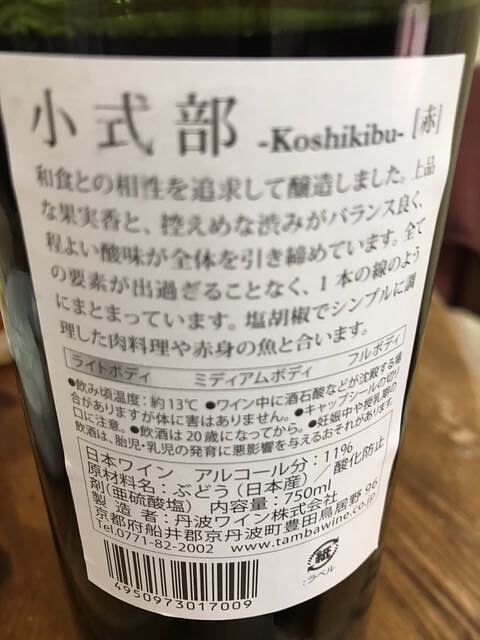 小式部 -Koshikibu- [赤]
和食との相性を追求して醸造しました。上品
な果実香と、控えめな渋みがバランス良く、
程よい酸味が全体を引き締めています。全て
の要素が出過ぎることなく、1本の線のよう
にまとまっています。塩胡椒でシンプルに調
理した肉料理や赤身の魚と合います。
ライトボディ ミディアムボディ フルボディ
●飲み頃温度：約13℃ ●ワイン中に酒石酸などが沈殿する場
合がありますが体に害はありません。●キャップシールの切り
口に注意。●飲酒は20歳になってから。●妊娠中や授乳期の
飲酒は、胎児・乳児の発育に悪影響を与えるおそれがあります。
日本ワイン アルコール分：11%
原材料名：ぶどう（日本産）／酸化防止
剤（亜硫酸塩） 内容量：750ml
製造者：丹波ワイン株式会社
京都府船井郡京丹波町豊田鳥居野96
Tel.0771-82-2002 www.tambawine.co.jp
4950973017009
紙
：ラベル